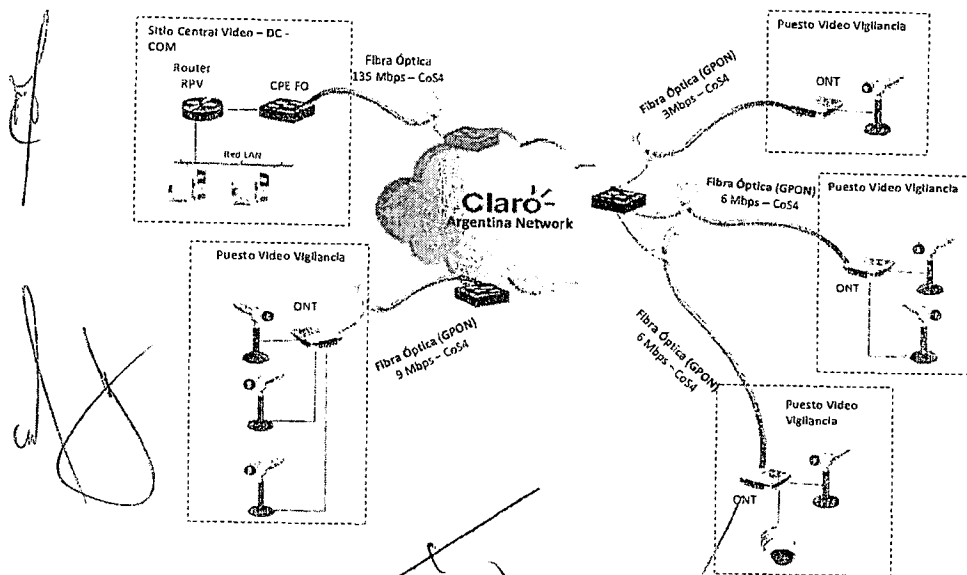 Sitio Central Video – DC -
COM
Router
RPV
CPE FO
Red LAN
Fibra Óptica
135 Mbps – CoS4
Fibra Óptica (GPON)
3Mbps – CoS4
Puesto Video Vigilancia
ONT
Claro
Argentina Network
Fibra Óptica (GPON)
6 Mbps – CoS4
Puesto Video Vigilancia
ONT
Puesto Video Vigilancia
ONT
Fibra Óptica (GPON)
9 Mbps – CoS4
Fibra Óptica (GPON)
6 Mbps – CoS4
Puesto Video
Vigilancia
ONT